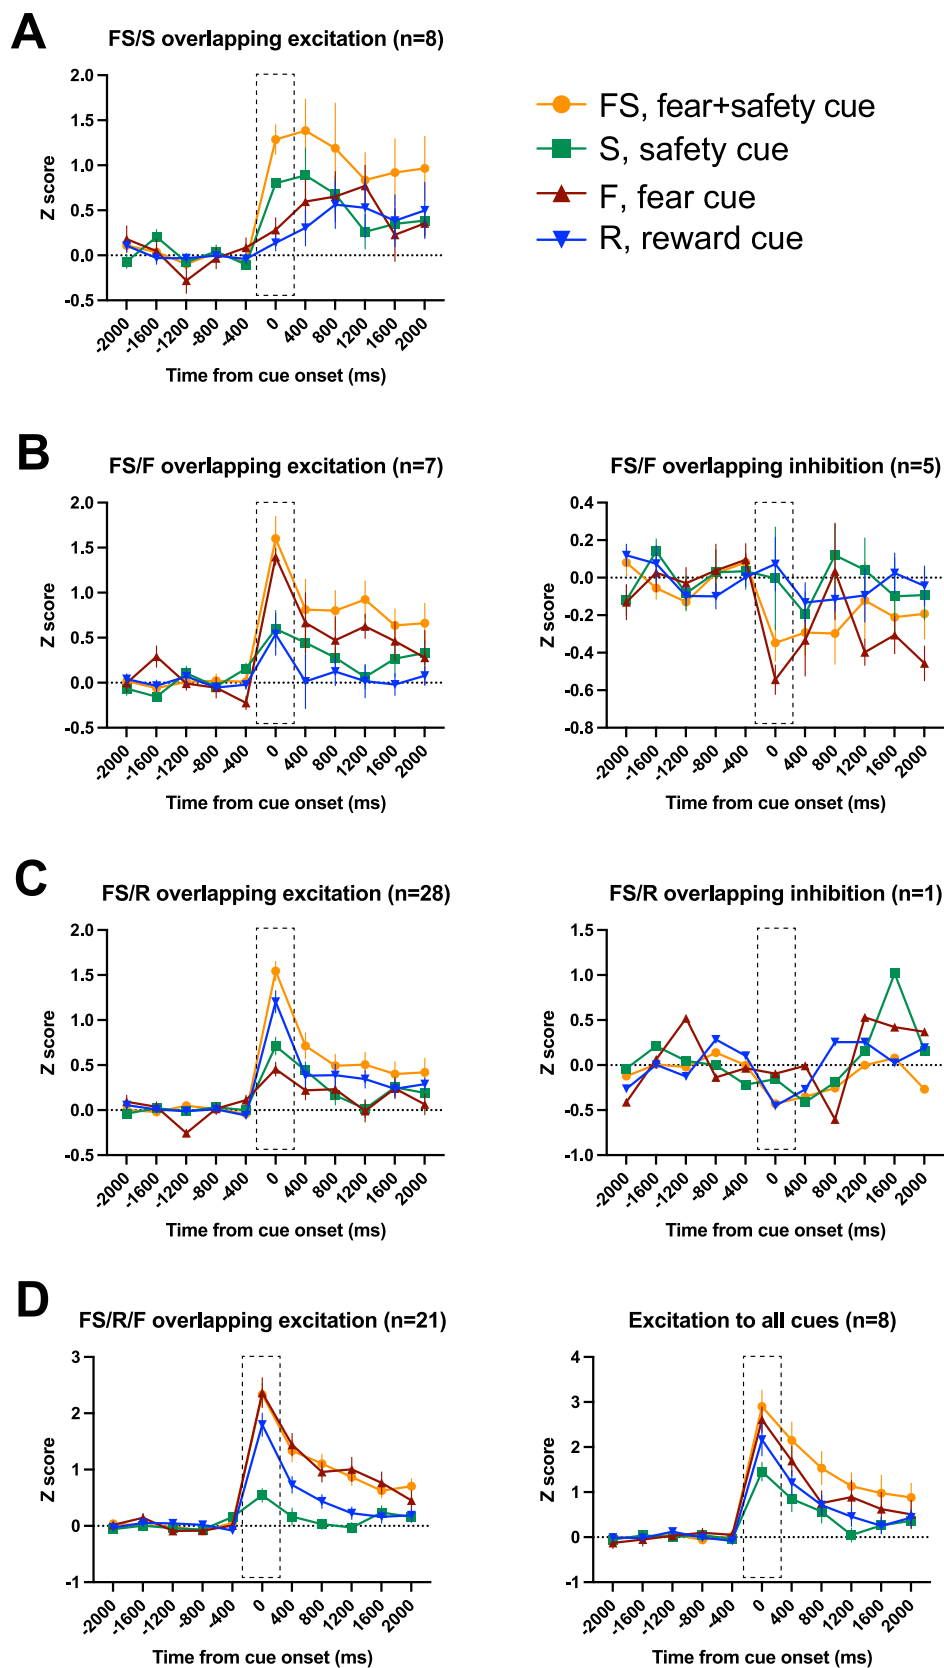 A
FS/S overlapping excitation (n=8)
2.0
1.5
1.0
0.5
0.0
-0.5
Z score
-2000 -1600 -1200 -800 -400 0 400 800 1200 1600 2000
Time from cue onset (ms)
FS, fear+safety cue
S, safety cue
F, fear cue
R, reward cue
B
FS/F overlapping excitation (n=7)
2.0
1.5
1.0
0.5
0.0
-0.5
Z score
-2000 -1600 -1200 -800 -400 0 400 800 1200 1600 2000
Time from cue onset (ms)
FS/F overlapping inhibition (n=5)
0.4
0.2
0.0
-0.2
-0.4
-0.6
-0.8
Z score
-2000 -1600 -1200 -800 -400 0 400 800 1200 1600 2000
Time from cue onset (ms)
C
FS/R overlapping excitation (n=28)
2.0
1.5
1.0
0.5
0.0
-0.5
Z score
-2000 -1600 -1200 -800 -400 0 400 800 1200 1600 2000
Time from cue onset (ms)
FS/R overlapping inhibition (n=1)
1.5
1.0
0.5
0.0
-0.5
-1.0
Z score
-2000 -1600 -1200 -800 -400 0 400 800 1200 1600 2000
Time from cue onset (ms)
D
FS/R/F overlapping excitation (n=21)
3
2
1
0
-1
Z score
-2000 -1600 -1200 -800 -400 0 400 800 1200 1600 2000
Time from cue onset (ms)
Excitation to all cues (n=8)
4
3
2
1
0
-1
Z score
-2000 -1600 -1200 -800 -400 0 400 800 1200 1600 2000
Time from cue onset (ms)